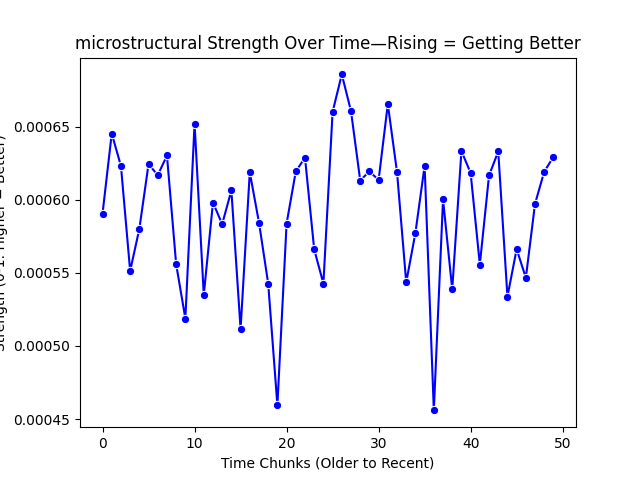 microstructural Strength Over Time—Rising = Getting Better
Strength (0-1: Higher = Better)
0.00065
0.00060
0.00055
0.00050
0.00045
0 10 20 30 40 50
Time Chunks (Older to Recent)